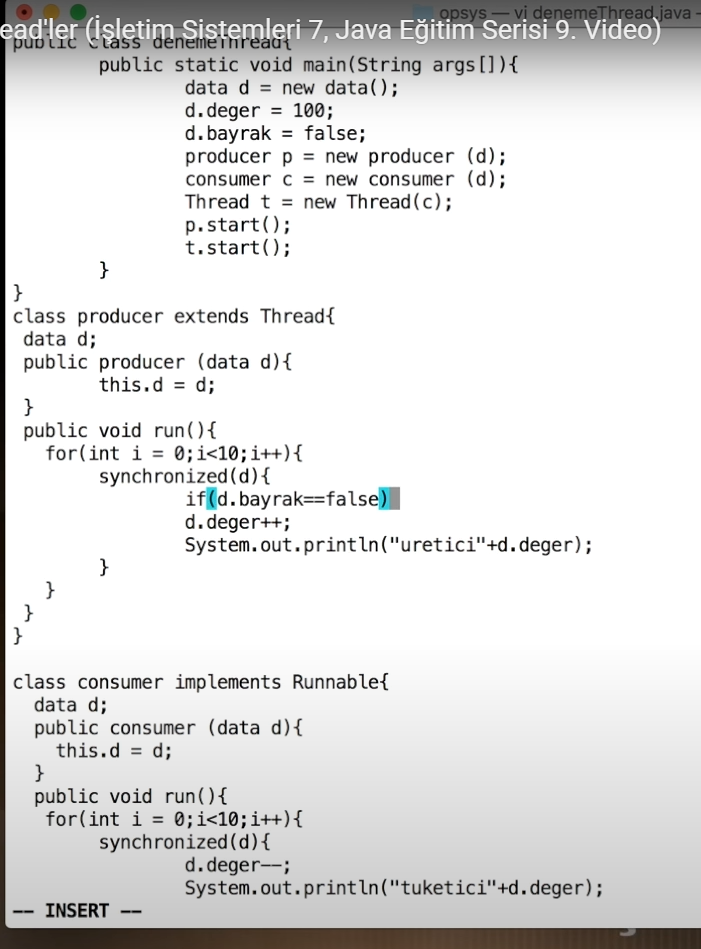 opsys — vi denemeThread.java -
ead'ler (İşletim Sistemleri 7, Java Eğitim Serisi 9. Video)
public class denemeThread{
public static void main(String args[]){
data d = new data();
d.deger = 100;
d.bayrak = false;
producer p = new producer (d);
consumer c = new consumer (d);
Thread t = new Thread(c);
p.start();
t.start();
}
}
class producer extends Thread{
data d;
public producer (data d){
this.d = d;
}
public void run(){
for(int i = 0;i<10;i++){
synchronized(d){
if(d.bayrak==false)
d.deger++;
System.out.println("uretici"+d.deger);
}
}
}
}
class consumer implements Runnable{
data d;
public consumer (data d){
this.d = d;
}
public void run(){
for(int i = 0;i<10;i++){
synchronized(d){
d.deger--;
System.out.println("tuketici"+d.deger);
-- INSERT --